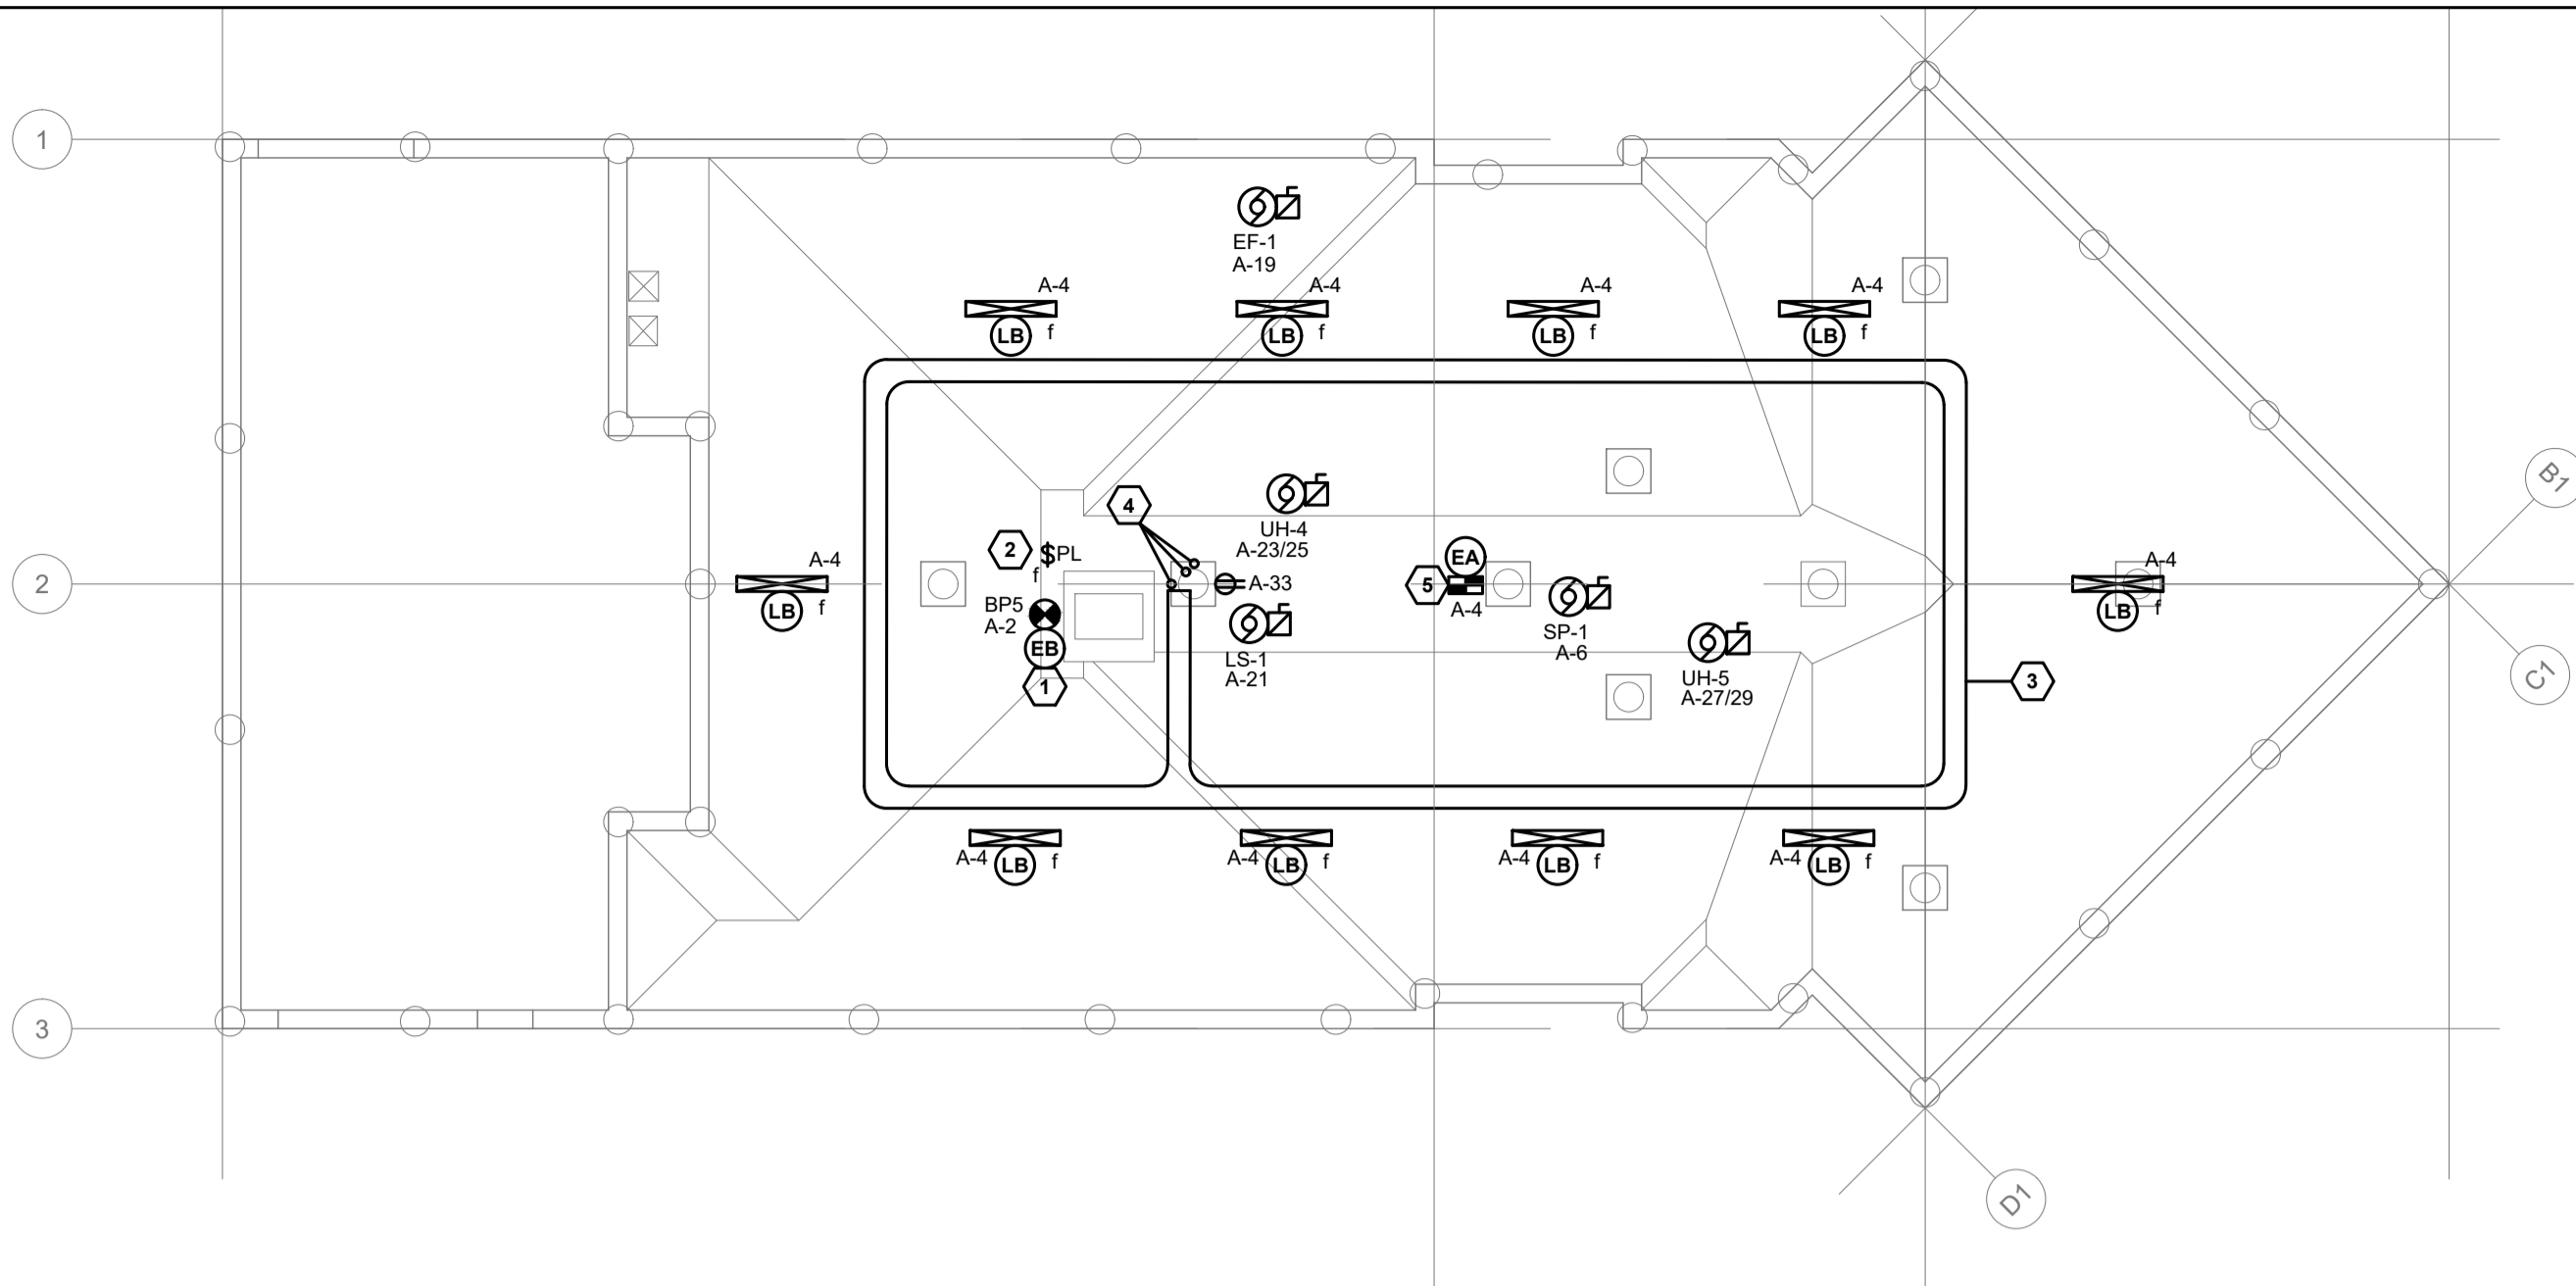 1
EF-1
A-19
A-4
A-4
A-4
A-4
LB f
LB f
LB f
LB f
B1
4
UH-4
A-23/25
2 $PL
f
EA
A-4
A-4
2
LB f
A-33
5
A-4
LB f
BP5
A-2
EB
1
LS-1
A-21
SP-1
A-6
UH-5
A-27/29
3
C1
A-4 LB f
A-4 LB f
A-4 LB f
A-4 LB f
3
D1